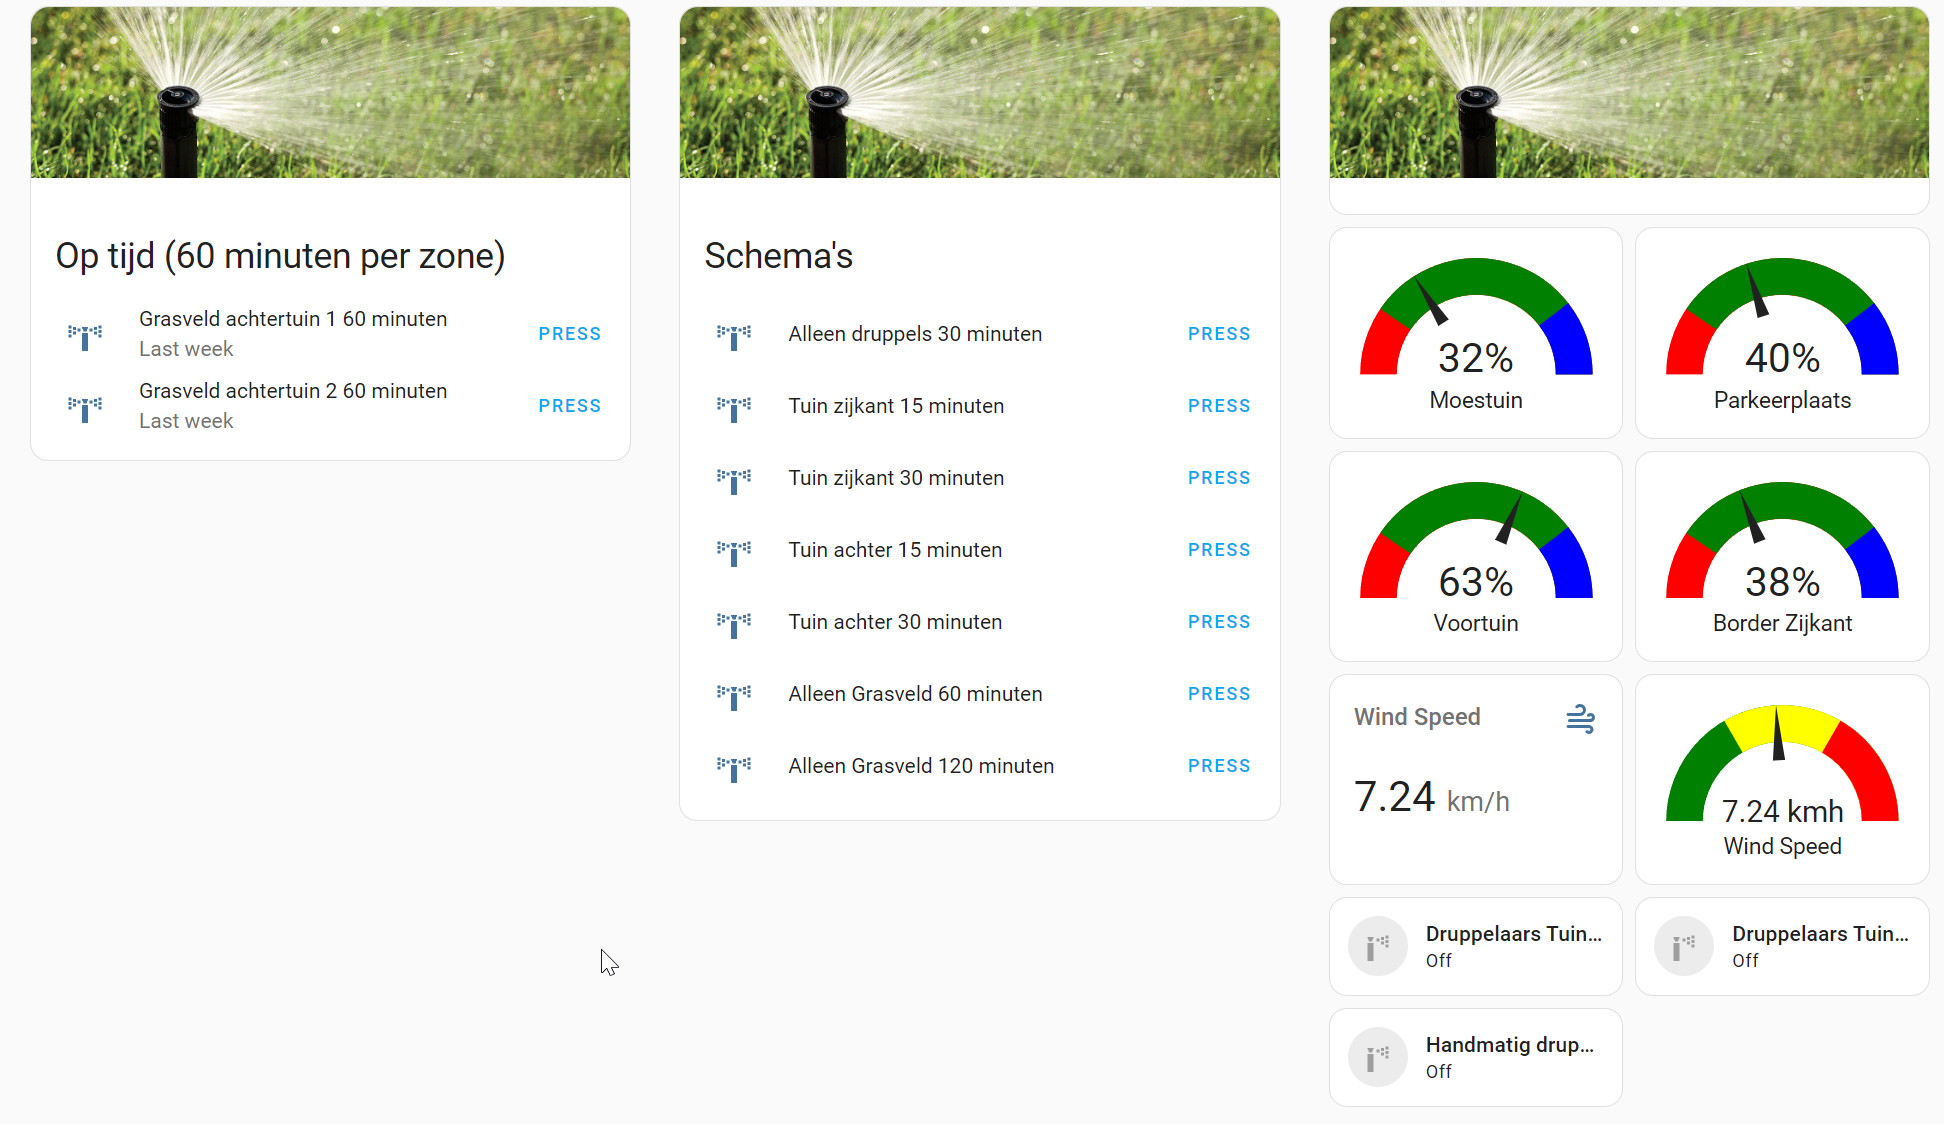 Op tijd (60 minuten per zone)
Grasveld achtertuin 1 60 minuten
Last week
PRESS
Grasveld achtertuin 2 60 minuten
Last week
PRESS
Schema's
Alleen druppels 30 minuten
PRESS
Tuin zijkant 15 minuten
PRESS
Tuin zijkant 30 minuten
PRESS
Tuin achter 15 minuten
PRESS
Tuin achter 30 minuten
PRESS
Alleen Grasveld 60 minuten
PRESS
Alleen Grasveld 120 minuten
PRESS
32%
Moestuin
40%
Parkeerplaats
63%
Voortuin
38%
Border Zijkant
Wind Speed
7.24 km/h
7.24 kmh
Wind Speed
Druppelaars Tuin...
Off
Druppelaars Tuin...
Off
Handmatig drup...
Off